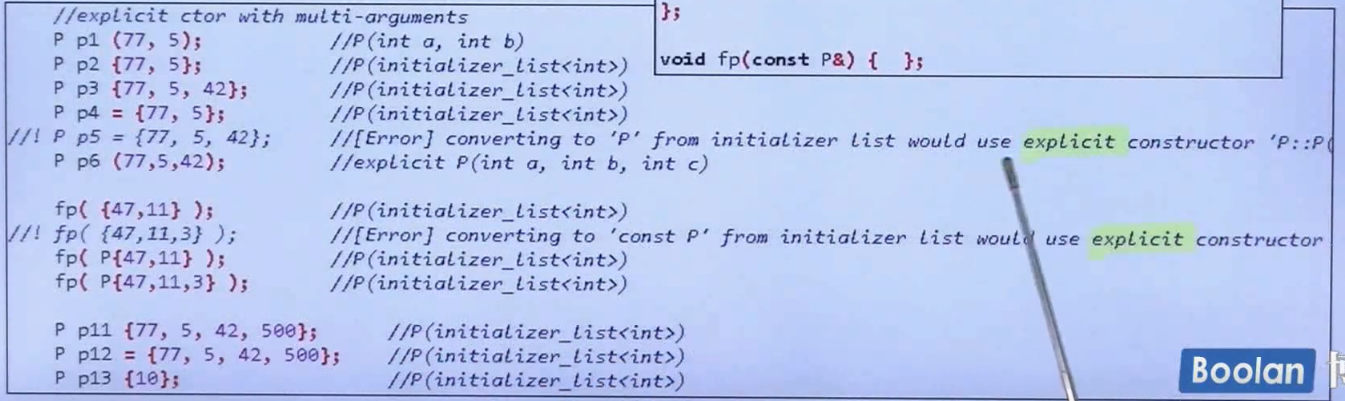 };
void fp(const P&) { };
//explicit ctor with multi-arguments
P p1 (77, 5); //P(int a, int b)
P p2 {77, 5}; //P(initializer_list<int>)
P p3 {77, 5, 42}; //P(initializer_list<int>)
P p4 = {77, 5}; //P(initializer_list<int>)
//! P p5 = {77, 5, 42}; //[Error] converting to 'P' from initializer list would use explicit constructor 'P::P(
P p6 (77,5,42); //explicit P(int a, int b, int c)
fp( {47,11} ); //P(initializer_list<int>)
//! fp( {47,11,3} ); //[Error] converting to 'const P' from initializer list would use explicit constructor
fp( P{47,11} ); //P(initializer_list<int>)
fp( P{47,11,3} ); //P(initializer_list<int>)
P p11 {77, 5, 42, 500}; //P(initializer_list<int>)
P p12 = {77, 5, 42, 500}; //P(initializer_list<int>)
P p13 {10}; //P(initializer_list<int>)
Boolan